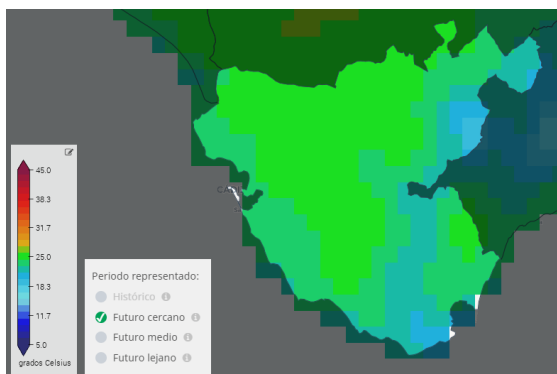 45.0
38.3
31.7
25.0
18.3
11.7
5.0
grados Celsius
Periodo representado:
Histórico
Futuro cercano
Futuro medio
Futuro lejano